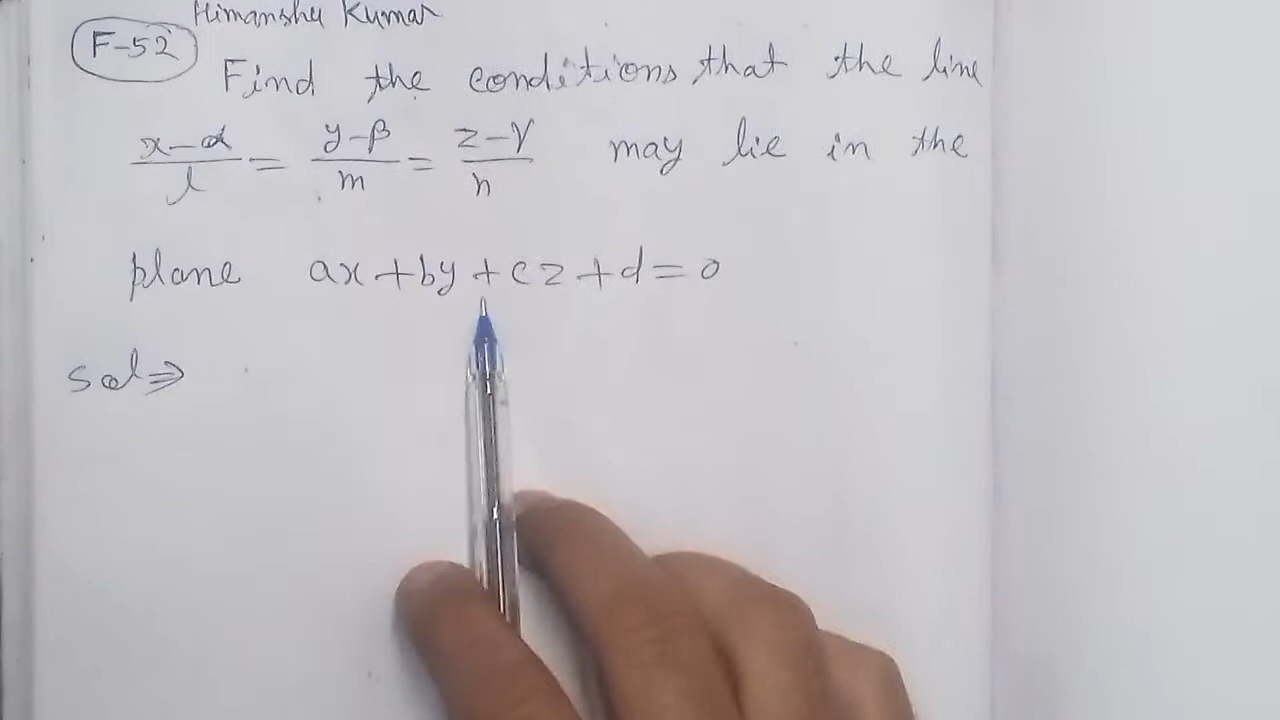 Himanshu Kumar
F-52
Find the conditions that the line
x-α/l = y-β/m = z-γ/n may lie in the
plane ax+by+cz+d=0
Sol⇒